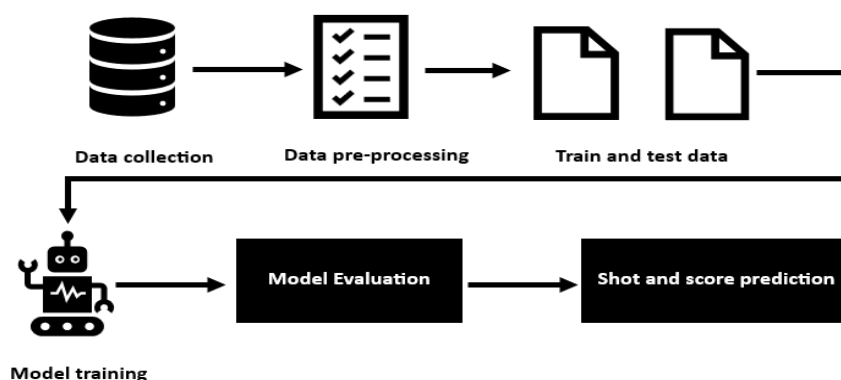 Data collection
Data pre-processing
Train and test data
Model Evaluation
Shot and score prediction
Model training